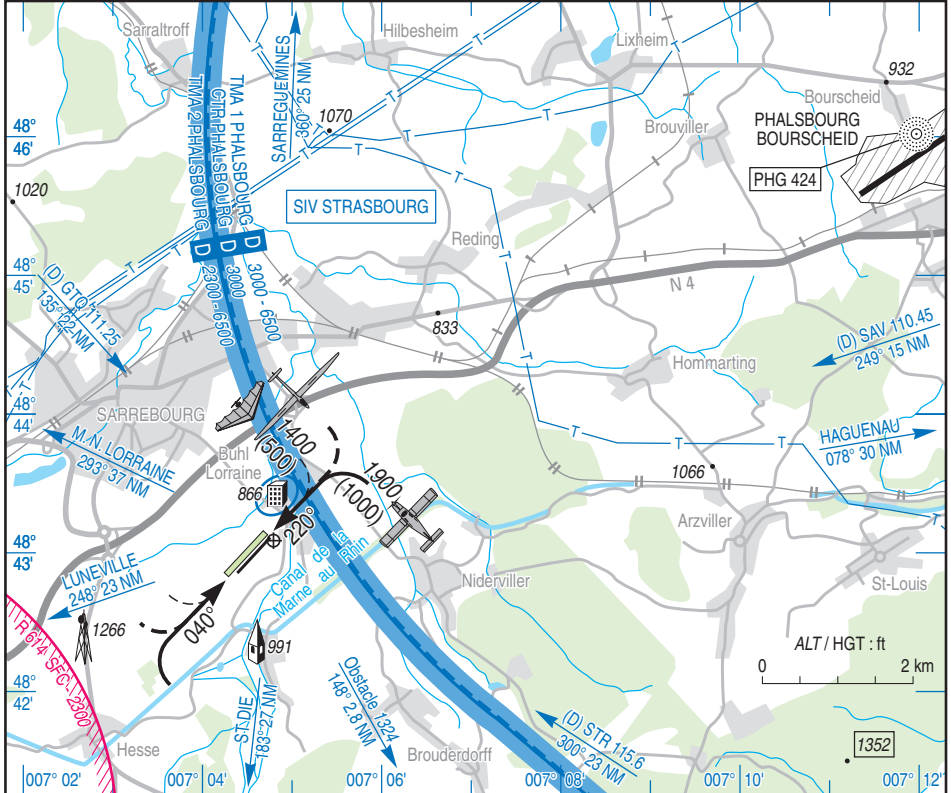 Sarraltroff
Hilbesheim
Lixheim
932
Bourscheid
SARREGUEMINES
360° 25 NM
1070
Brouviller
PHALSBOURG
BOURSCHEID
PHG 424
48°
46'
TMA 2 PHALSBOURG D 2300 - 6500
CTR PHALSBOURG D 3000
TMA 1 PHALSBOURG D 3000 - 6500
T
T
T
T
T
T
T
T
T
T
T
T
T
T
1020
SIV STRASBOURG
Reding
48°
45'
(D) GTQ 111.25
135° 22 NM
N 4
833
(D) SAV 110.45
249° 15 NM
Hommarting
48°
44'
SARREBOURG
M.N. LORRAINE
293° 37 NM
Buhl
Lorraine
1400
(500)
HAGUENAU
078° 30 NM
866
1900
(1000)
1066
220°
Arzviller
48°
43'
Canal de la
Marne au Rhin
LUNEVILLE
248° 23 NM
Niderviller
St-Louis
040°
1266
991
R 614 SFC - 2300
ALT / HGT : ft
0
2 km
48°
42'
ST-DIE
183° 27 NM
Obstacle 1324
148° 2.8 NM
(D) STR 115.6
300° 23 NM
Hesse
Brouderdorff
1352
007° 02'
007° 04'
007° 06'
007° 08'
007° 10'
007° 12'